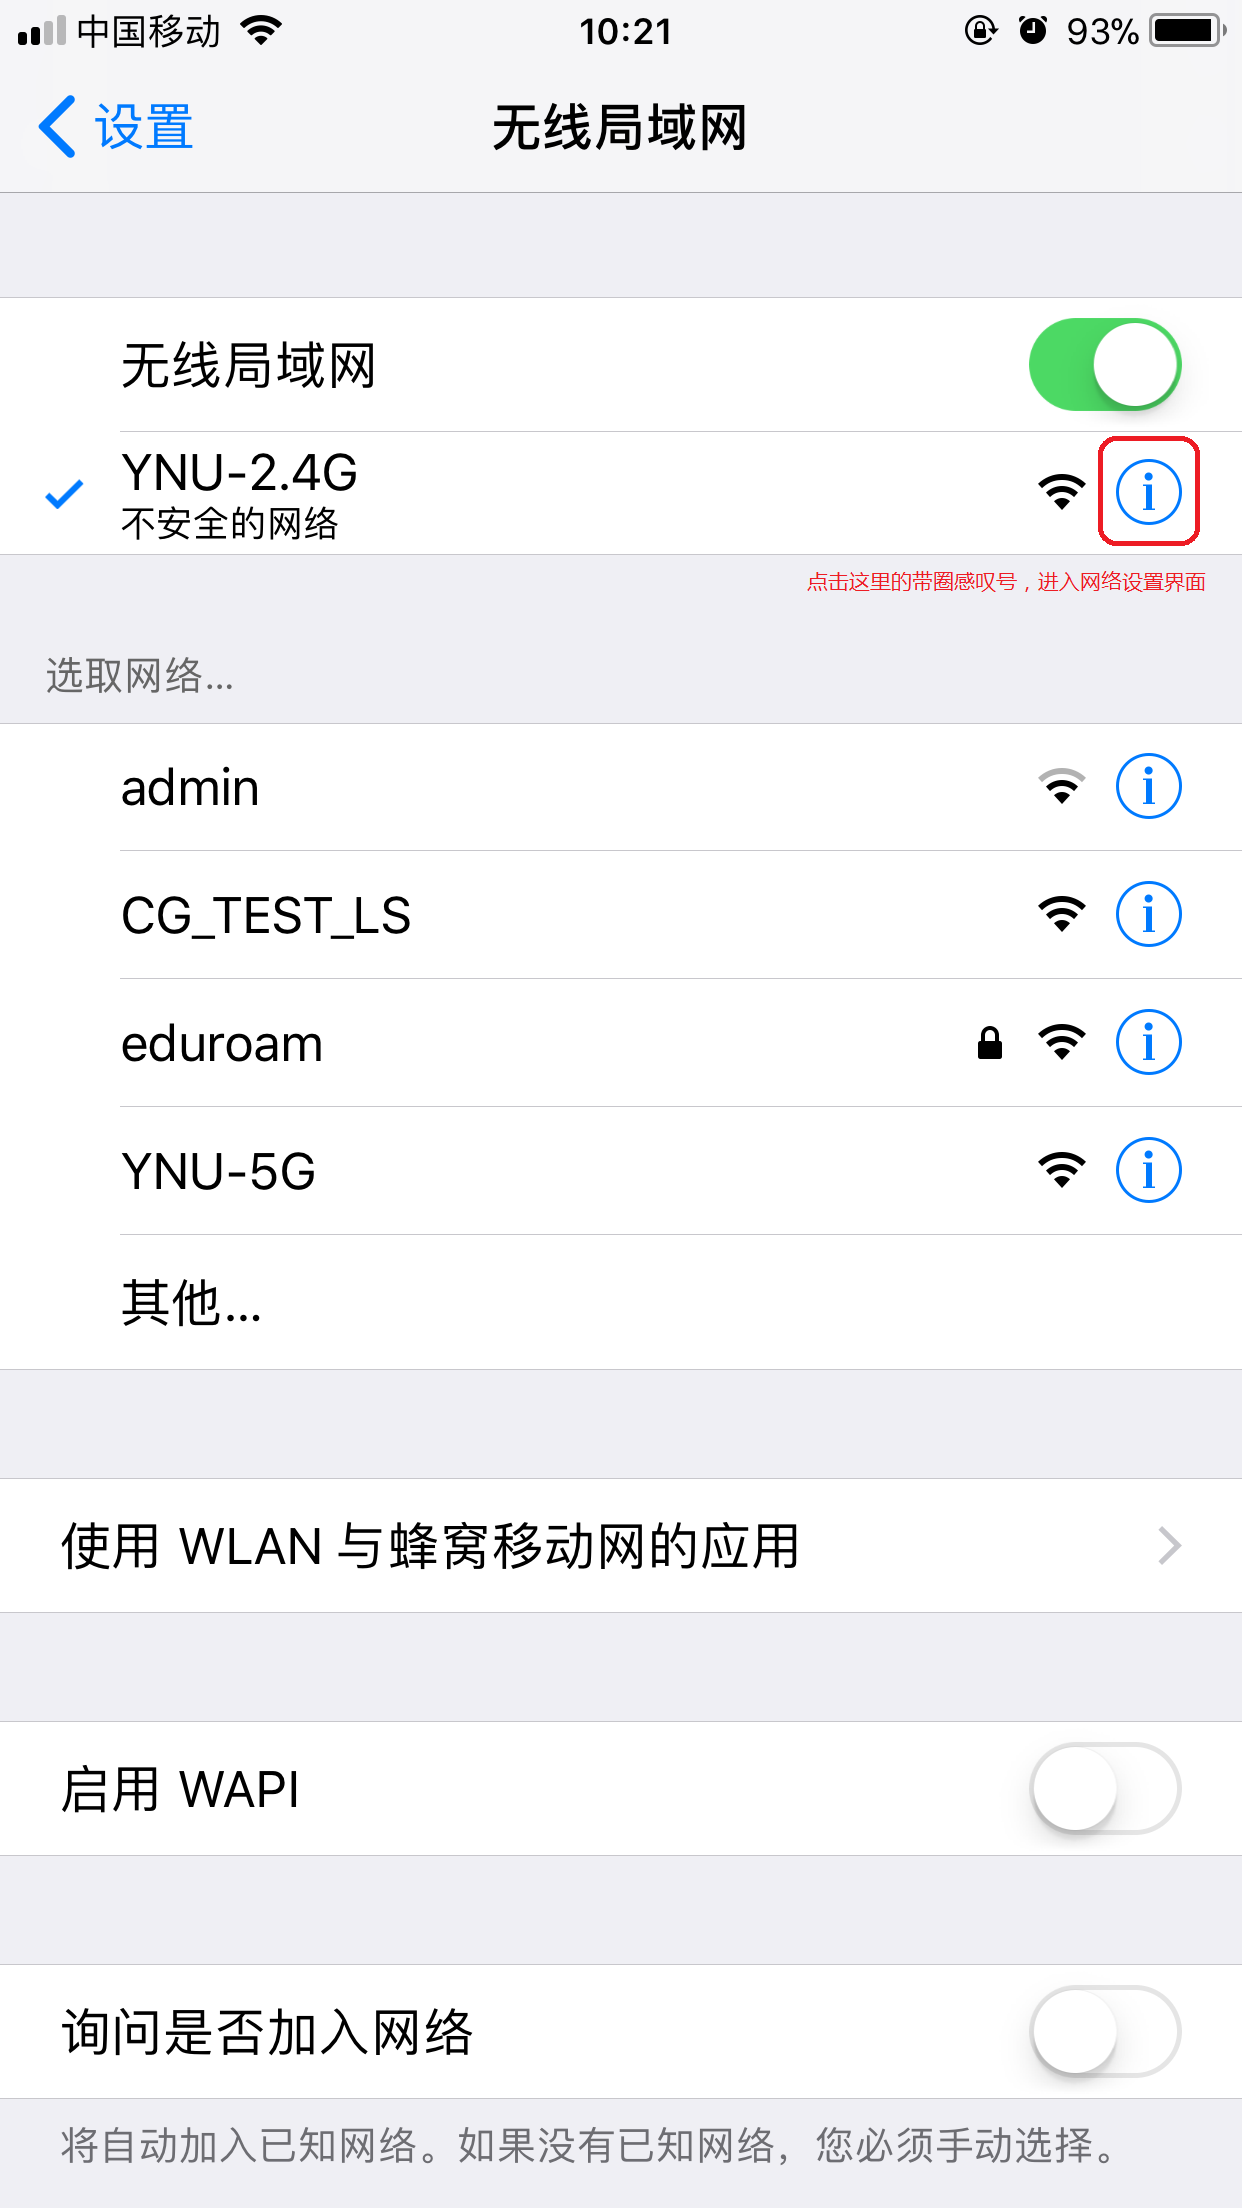 中国移动 10:21 93%
设置 无线局域网
无线局域网
YNU-2.4G
不安全的网络
点击这里的带圈感叹号，进入网络设置界面
选取网络...
admin
CG_TEST_LS
eduroam
YNU-5G
其他...
使用 WLAN 与蜂窝移动网的应用
启用 WAPI
询问是否加入网络
将自动加入已知网络。如果没有已知网络，您必须手动选择。